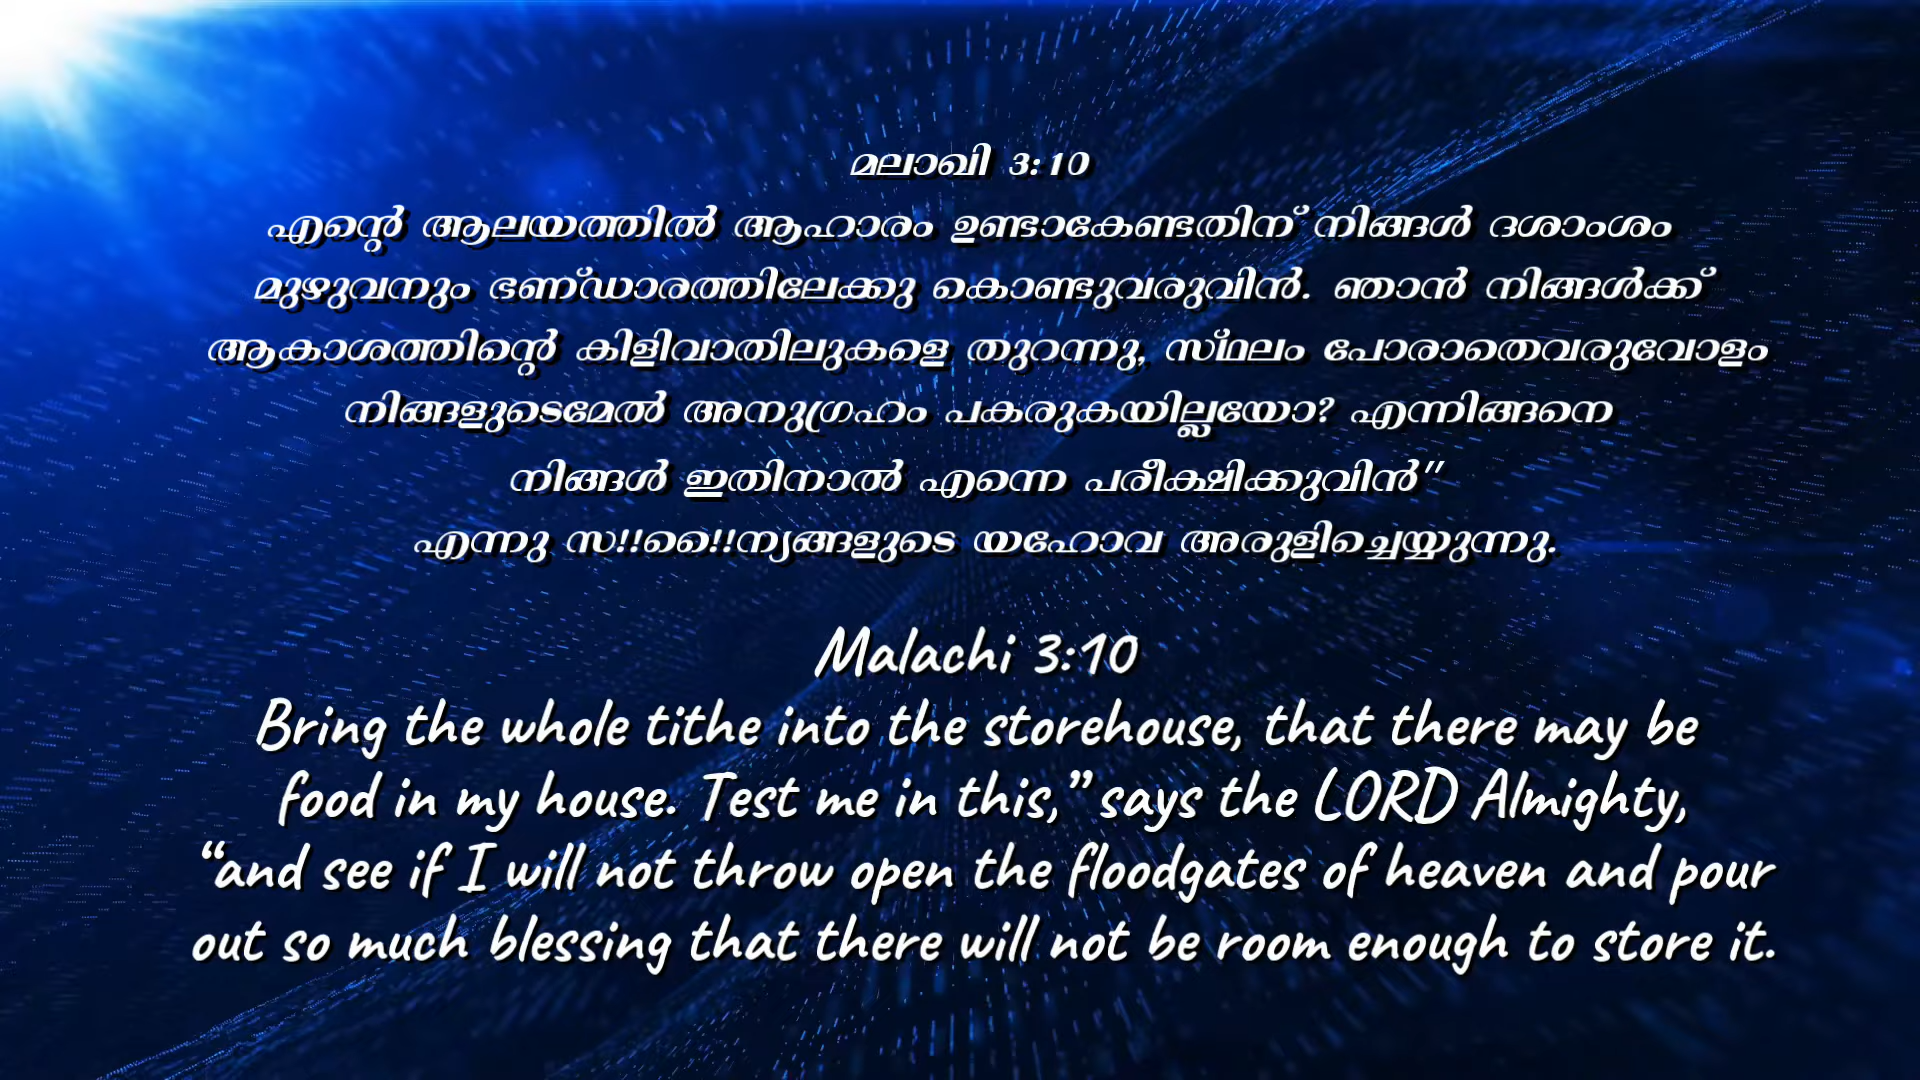 മലാഖി 3:10
എന്റെ ആലയത്തിൽ ആഹാരം ഉണ്ടാകേണ്ടതിന് നിങ്ങൾ ദശാംശം
മുഴുവനും ഭണ്ഡാരത്തിലേക്കു കൊണ്ടുവരുവിൻ. ഞാൻ നിങ്ങൾക്ക്
ആകാശത്തിന്റെ കിളിവാതിലുകളെ തുറന്നു, സ്ഥലം പോരാതെവരുവോളം
നിങ്ങളുടെമേൽ അനുഗ്രഹം പകരുകയില്ലയോ? എന്നിങ്ങനെ
നിങ്ങൾ ഇതിനാൽ എന്നെ പരീക്ഷിക്കുവിൻ"
എന്നു സ!!ൈ!!ന്യങ്ങളുടെ യഹോവ അരുളിച്ചെയ്യുന്നു.
Malachi 3:10
Bring the whole tithe into the storehouse, that there may be
food in my house. Test me in this,” says the LORD Almighty,
“and see if I will not throw open the floodgates of heaven and pour
out so much blessing that there will not be room enough to store it.